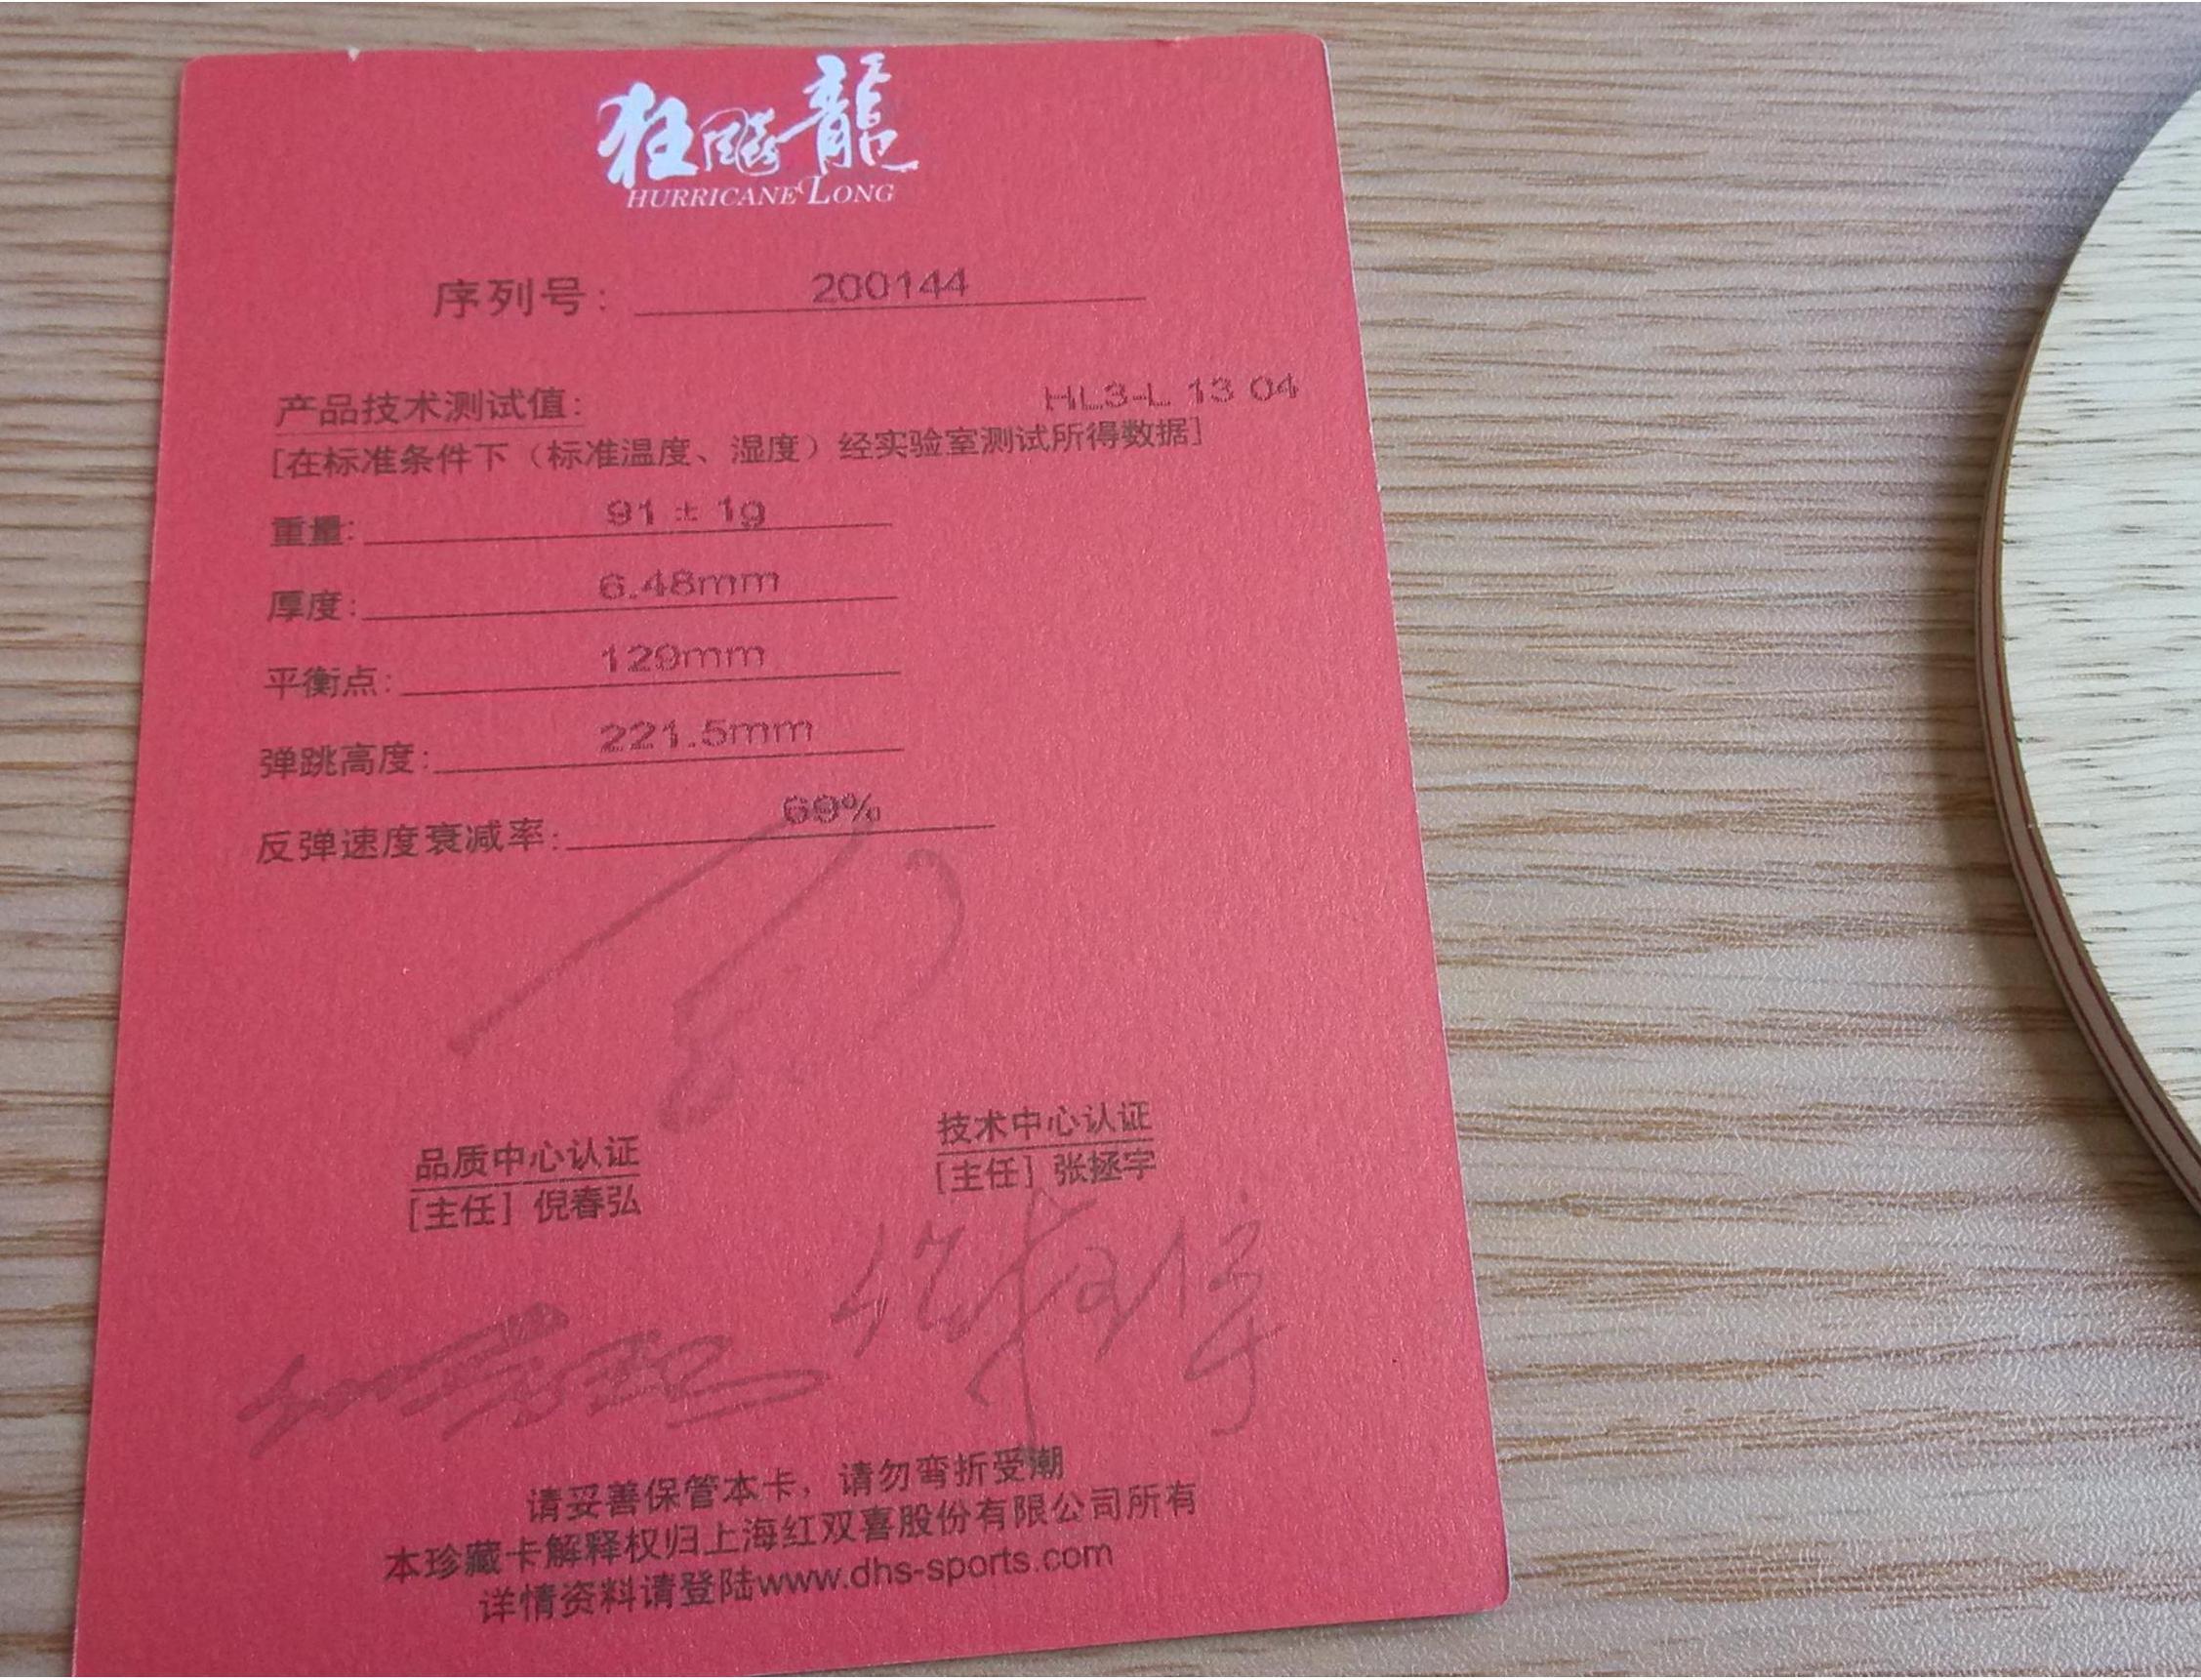 狂飚龍
HURRICANE LONG
序列号: 200144
产品技术测试值: HL3-L 13 04
[在标准条件下（标准温度、湿度）经实验室测试所得数据]
重量: 91 ± 1g
厚度: 6.48mm
平衡点: 129mm
弹跳高度: 221.5mm
反弹速度衰减率: 69%
品质中心认证 技术中心认证
[主任] 倪春弘 [主任] 张拯宇
请妥善保管本卡，请勿弯折受潮
本珍藏卡解释权归上海红双喜股份有限公司所有
详情资料请登陆www.dhs-sports.com